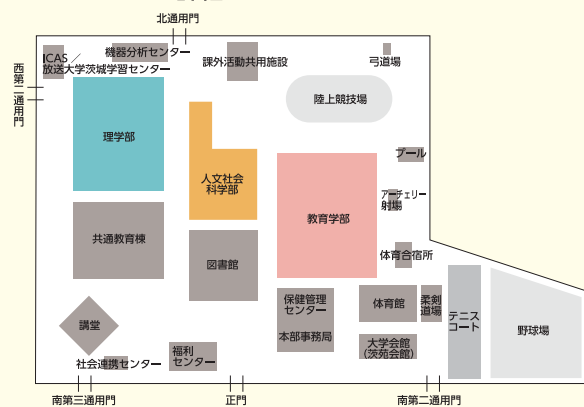 北通用門
ICAS／
放送大学茨城学習センター
機器分析センター
課外活動共用施設
弓道場
西第二通用門
陸上競技場
理学部
人文社会
科学部
プール
教育学部
アーチェリー
射場
共通教育棟
図書館
体育合宿所
保健管理
センター
本部事務局
体育館
柔剣
道場
テニス
コート
野球場
講堂
福利
センター
大学会館
(茨苑会館)
社会連携センター
南第三通用門
正門
南第二通用門